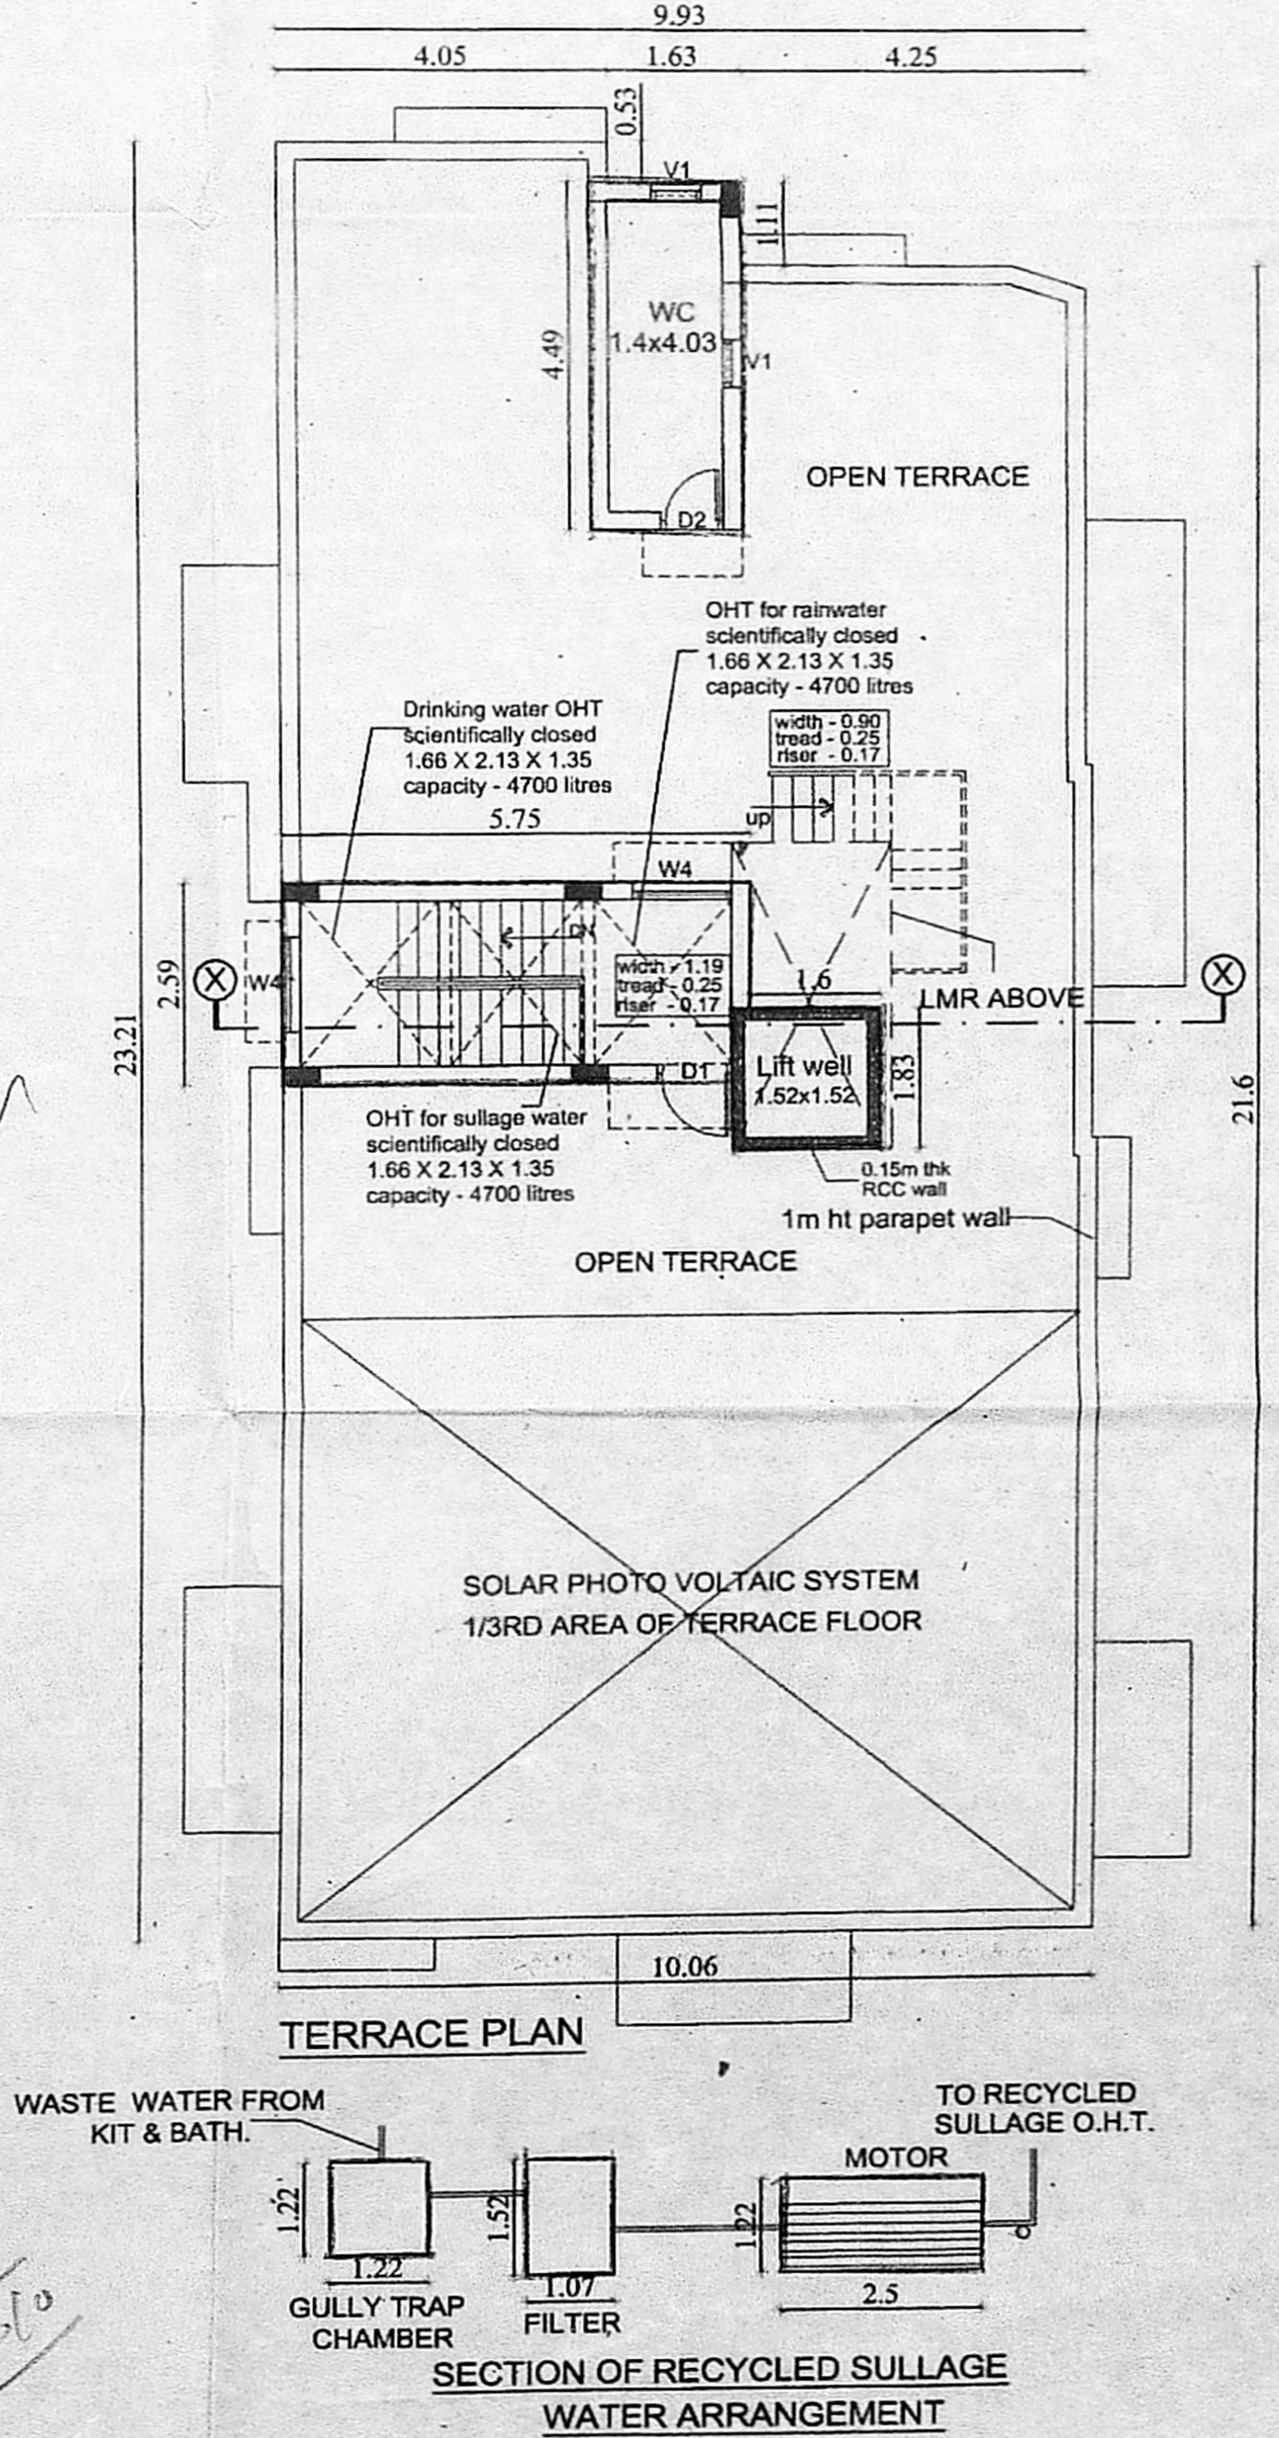 9.93
4.05 1.63 4.25
0.53
V1
1.11
WC
1.4x4.03
4.49
V1
OPEN TERRACE
D2
OHT for rainwater
scientifically closed
1.66 X 2.13 X 1.35
capacity - 4700 litres
Drinking water OHT
scientifically closed
1.66 X 2.13 X 1.35
capacity - 4700 litres
width - 0.90
tread - 0.25
riser - 0.17
5.75
up
W4
DN
2.59
X
W4
width - 1.19
tread - 0.25
riser - 0.17
1.6
LMR ABOVE
X
23.21
D1
Lift well
1.52x1.52
1.83
21.6
OHT for sullage water
scientifically closed
1.66 X 2.13 X 1.35
capacity - 4700 litres
0.15m thk
RCC wall
1m ht parapet wall
OPEN TERRACE
SOLAR PHOTO VOLTAIC SYSTEM
1/3RD AREA OF TERRACE FLOOR
10.06
TERRACE PLAN
WASTE WATER FROM
KIT & BATH.
TO RECYCLED
SULLAGE O.H.T.
MOTOR
1.22
1.52
1.22
1.22
1.07
2.5
GULLY TRAP
CHAMBER
FILTER
SECTION OF RECYCLED SULLAGE
WATER ARRANGEMENT